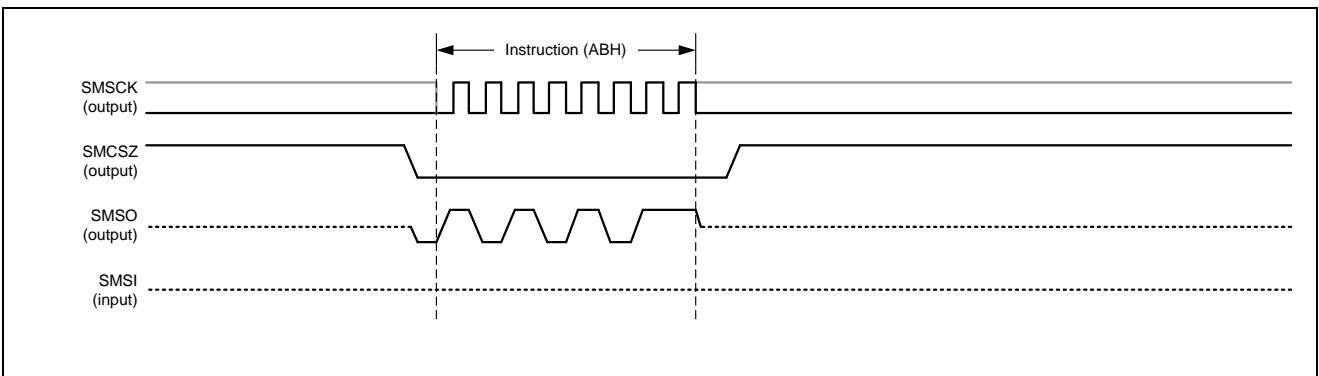 Instruction (ABH)
SMSCK
(output)
SMCSZ
(output)
SMSO
(output)
SMSI
(input)